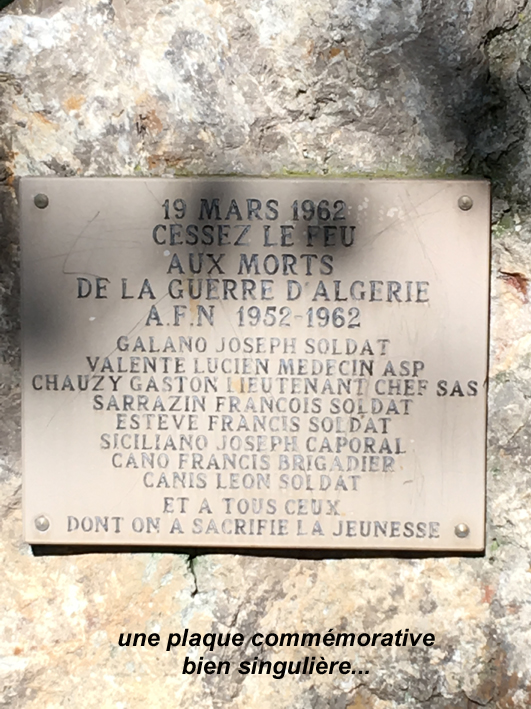 19 MARS 1962
CESSEZ LE FEU
AUX MORTS
DE LA GUERRE D'ALGERIE
A.F.N 1952-1962
GALANO JOSEPH SOLDAT
VALENTE LUCIEN MEDECIN ASP
CHAUZY GASTON LIEUTENANT CHEF SAS
SARRAZIN FRANCOIS SOLDAT
ESTEVE FRANCIS SOLDAT
SICILIANO JOSEPH CAPORAL
CANO FRANCIS BRIGADIER
CANIS LEON SOLDAT
ET A TOUS CEUX
DONT ON A SACRIFIE LA JEUNESSE
une plaque commémorative
bien singulière...